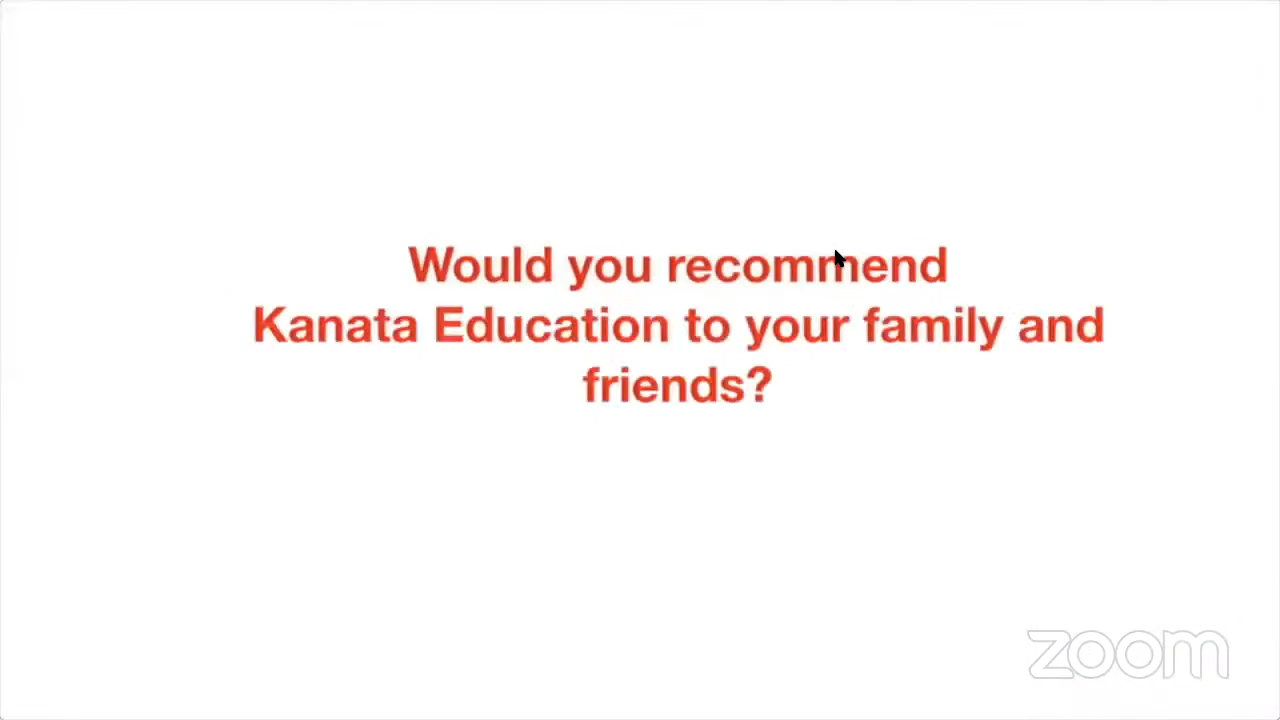 Would you recommend
Kanata Education to your family and
friends?
zoom